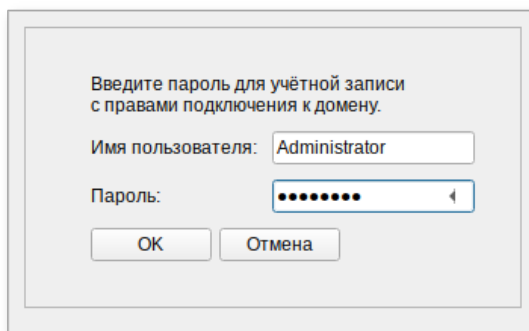 Введите пароль для учётной записи
с правами подключения к домену.
Имя пользователя: Administrator
Пароль: ●●●●●●●●
OK Отмена